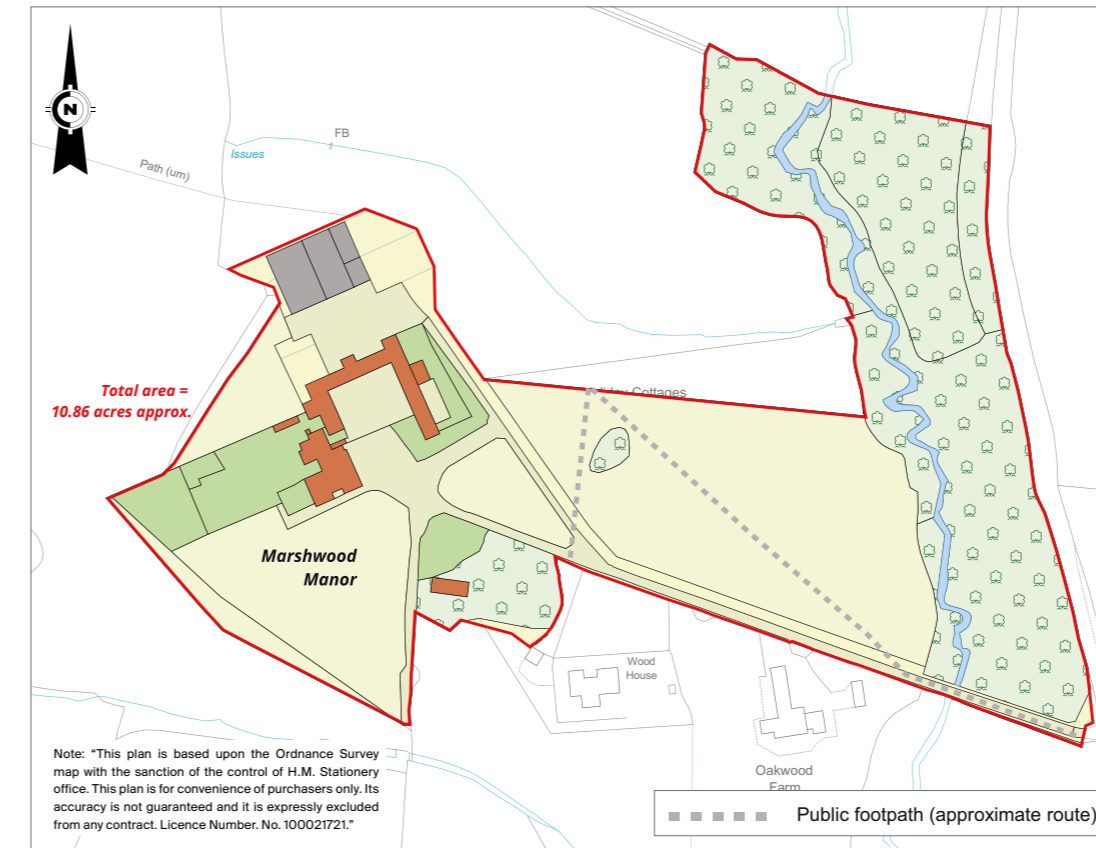 N
FB
Issues
Path (um)
Total area =
10.86 acres approx.
Cottages
Marshwood
Manor
Wood
House
Oakwood
Farm
Note: “This plan is based upon the Ordnance Survey
map with the sanction of the control of H.M. Stationery
office. This plan is for convenience of purchasers only. Its
accuracy is not guaranteed and it is expressly excluded
from any contract. Licence Number. No. 100021721.”
Public footpath (approximate route)